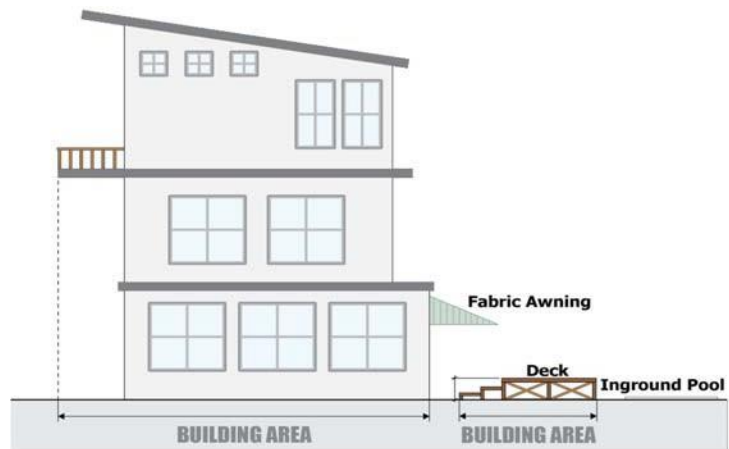 Fabric Awning
Deck
Inground Pool
BUILDING AREA
BUILDING AREA